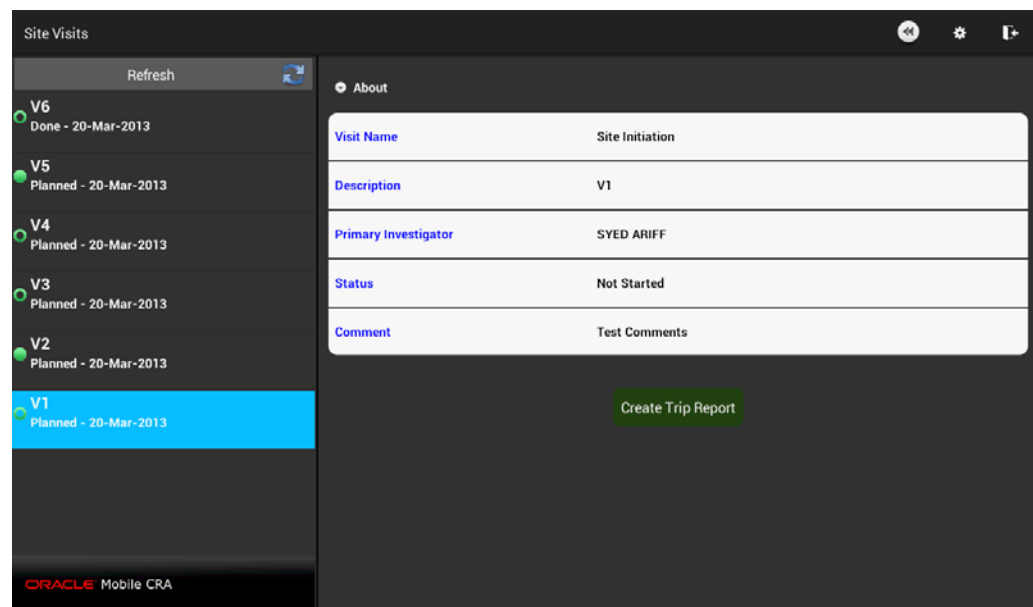 Site Visits
Refresh
V6
Done - 20-Mar-2013
V5
Planned - 20-Mar-2013
V4
Planned - 20-Mar-2013
V3
Planned - 20-Mar-2013
V2
Planned - 20-Mar-2013
V1
Planned - 20-Mar-2013
ORACLE Mobile CRA
About
Visit Name Site Initiation
Description V1
Primary Investigator SYED ARIFF
Status Not Started
Comment Test Comments
Create Trip Report